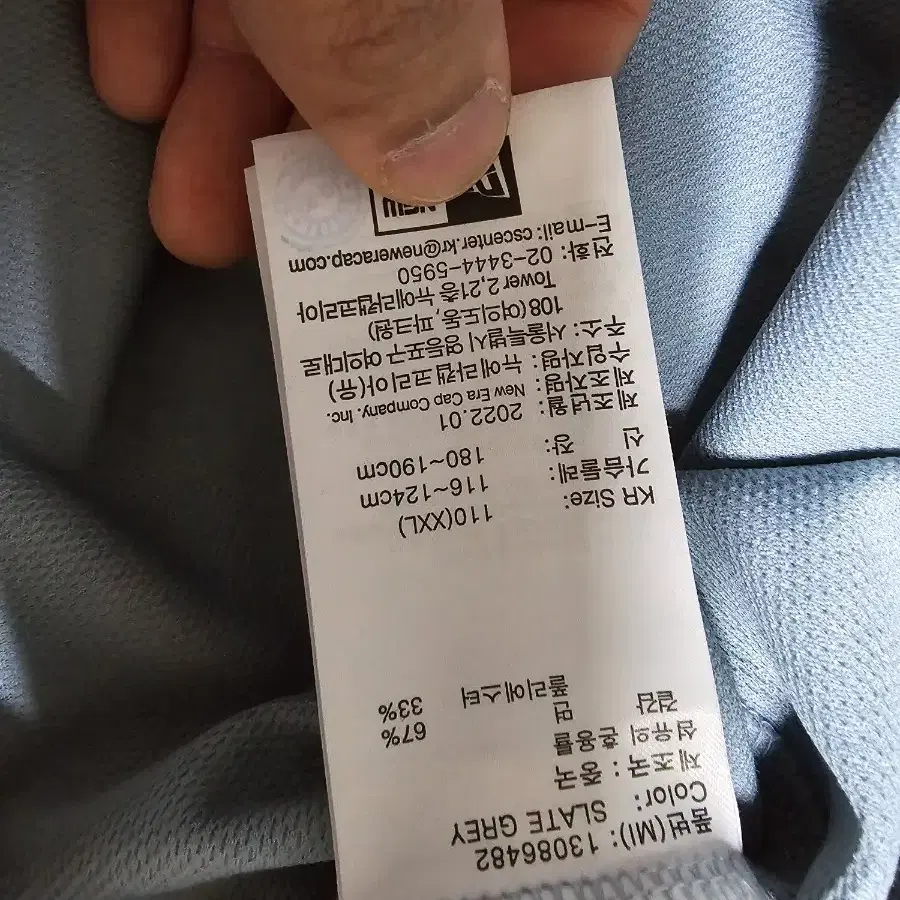 품번(MI): 13086482
Color: SLATE GREY
제조국 : 중국
섬유의 혼용률
겉감 면 67%
폴리에스터 33%
KR Size: 110(XXL)
가슴둘레: 116~124cm
신 장: 180~190cm
제조년월: 2022.01
제조자명: New Era Cap Company, Inc.
수입자명: 뉴에라캡코리아(유)
주소: 서울특별시 영등포구 여의대로
108(여의도동, 파크원)
Tower 2,21층 뉴에라캡코리아
전화: 02-3444-5950
E-mail: cscenter.kr@neweracap.com
NEW